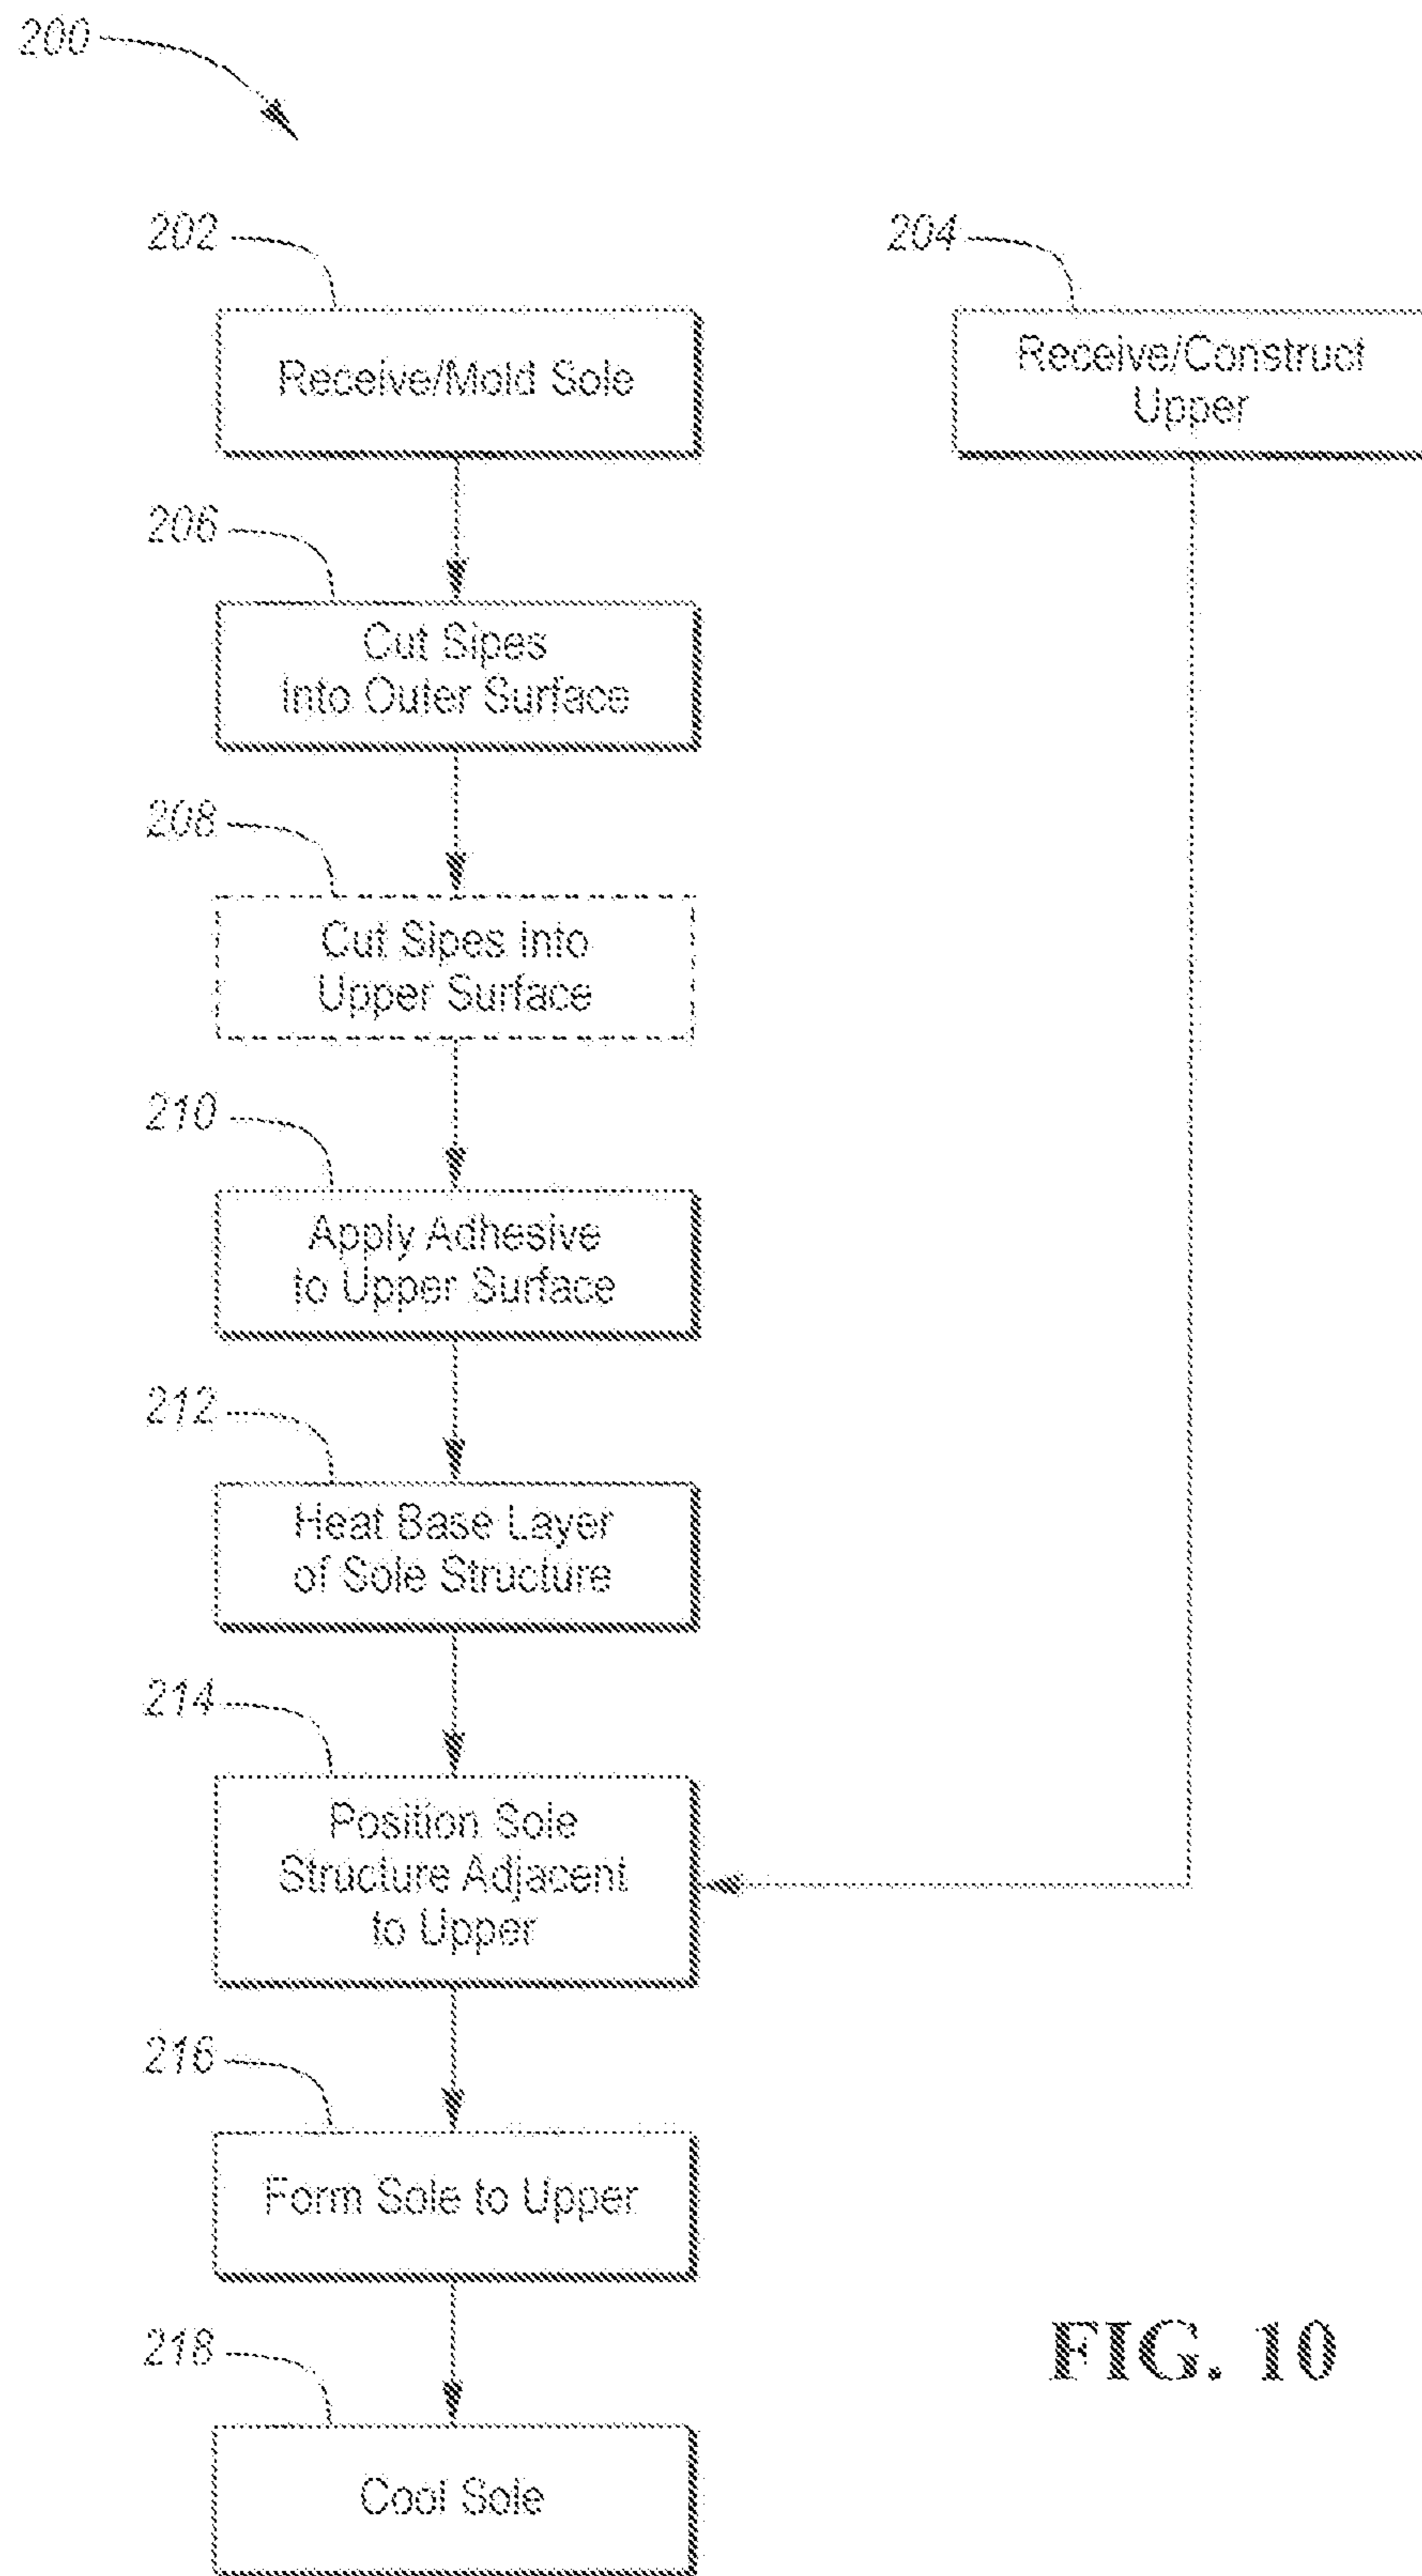 200
202
204
Receive/Mold Sole
Receive/Construct
Upper
206
Cut Sipes
Into Outer Surface
208
Cut Sipes Into
Upper Surface
210
Apply Adhesive
to Upper Surface
212
Heat Base Layer
of Sole Structure
214
Position Sole
Structure Adjacent
to Upper
216
Form Sole to Upper
218
Cool Sole
FIG. 10